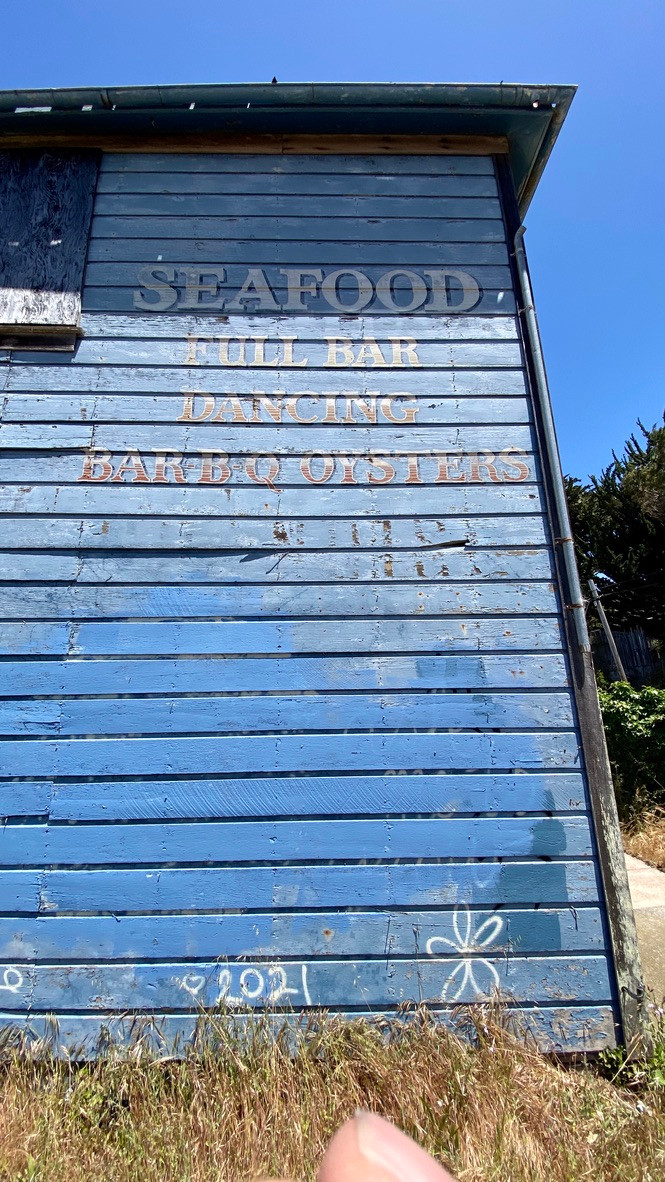 SEAFOOD
FULL BAR
DANCING
BAR-B-Q OYSTERS
2021